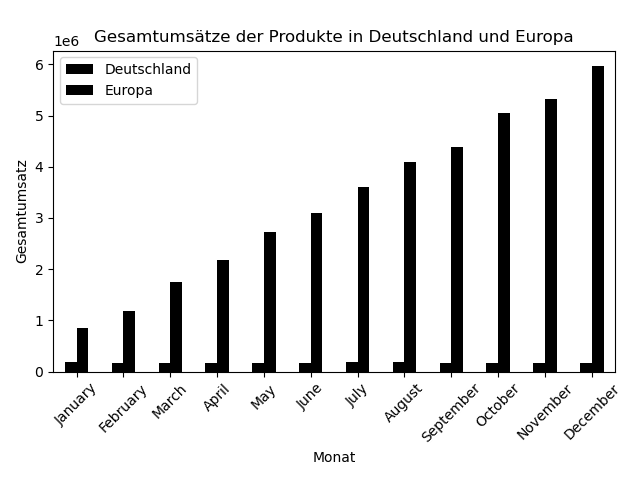 Gesamtumsätze der Produkte in Deutschland und Europa
1e6
Deutschland
Europa
6
5
4
3
2
1
0
Gesamtumsatz
January
February
March
April
May
June
July
August
September
October
November
December
Monat